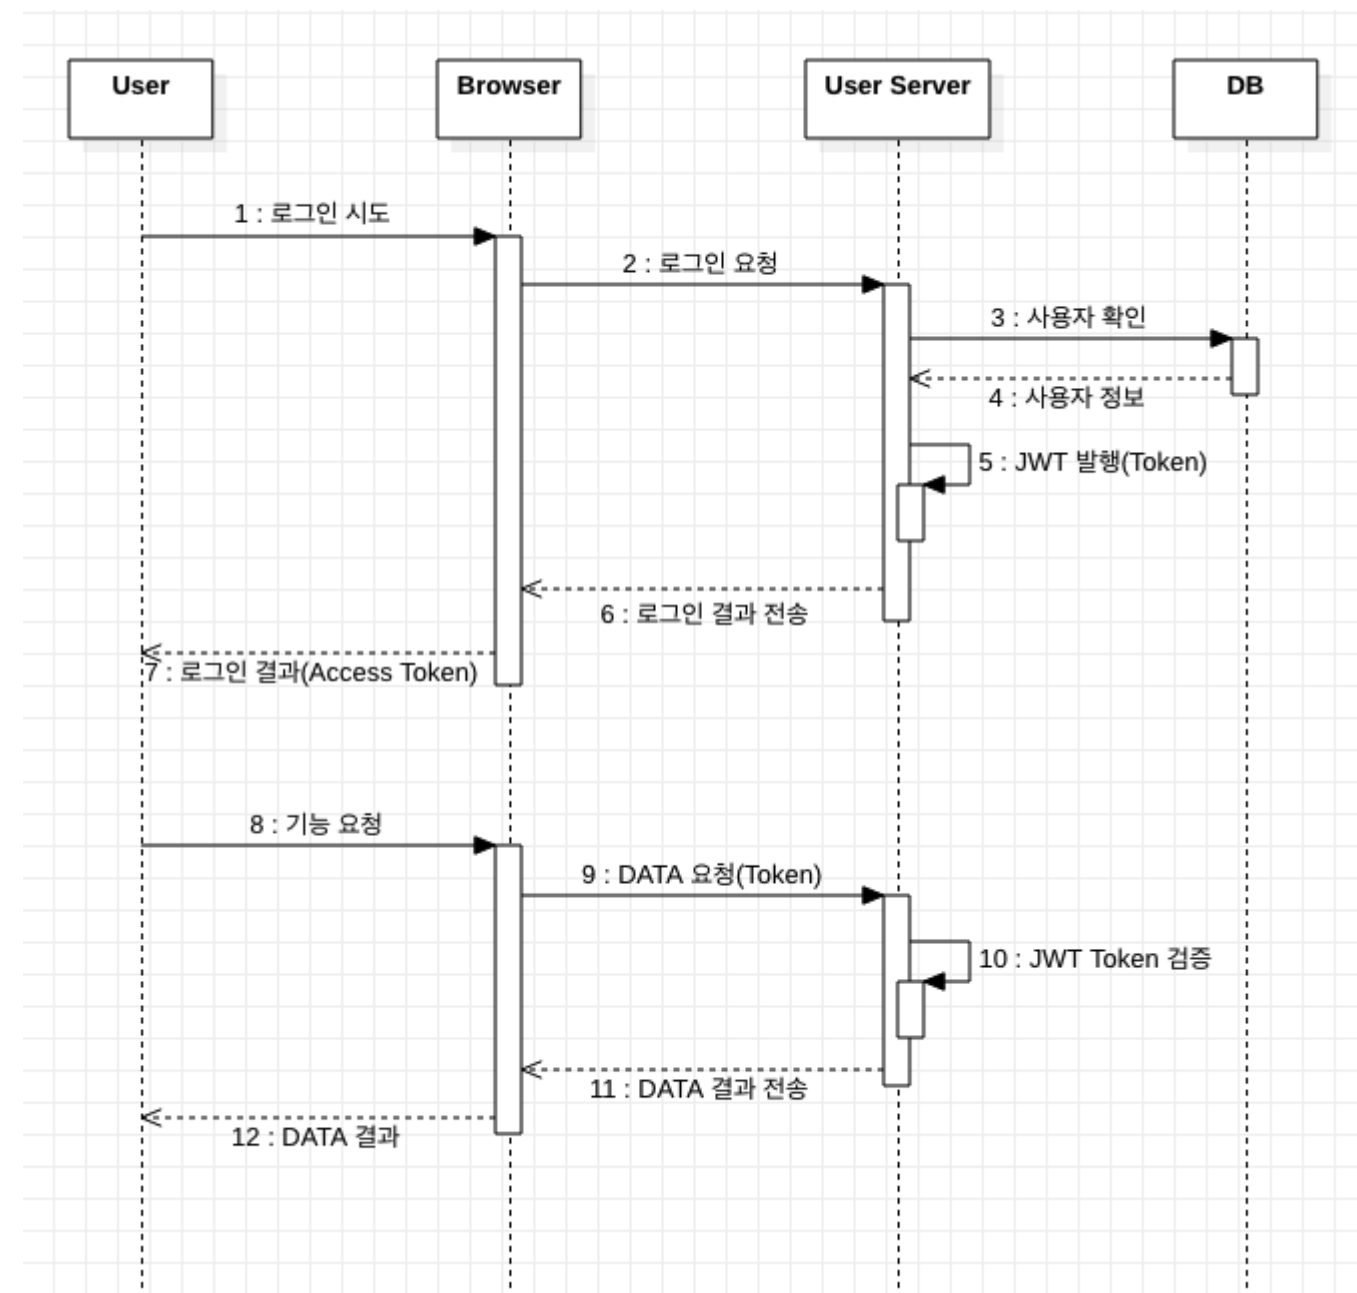 User
Browser
User Server
DB
1 : 로그인 시도
2 : 로그인 요청
3 : 사용자 확인
4 : 사용자 정보
5 : JWT 발행(Token)
6 : 로그인 결과 전송
7 : 로그인 결과(Access Token)
8 : 기능 요청
9 : DATA 요청(Token)
10 : JWT Token 검증
11 : DATA 결과 전송
12 : DATA 결과